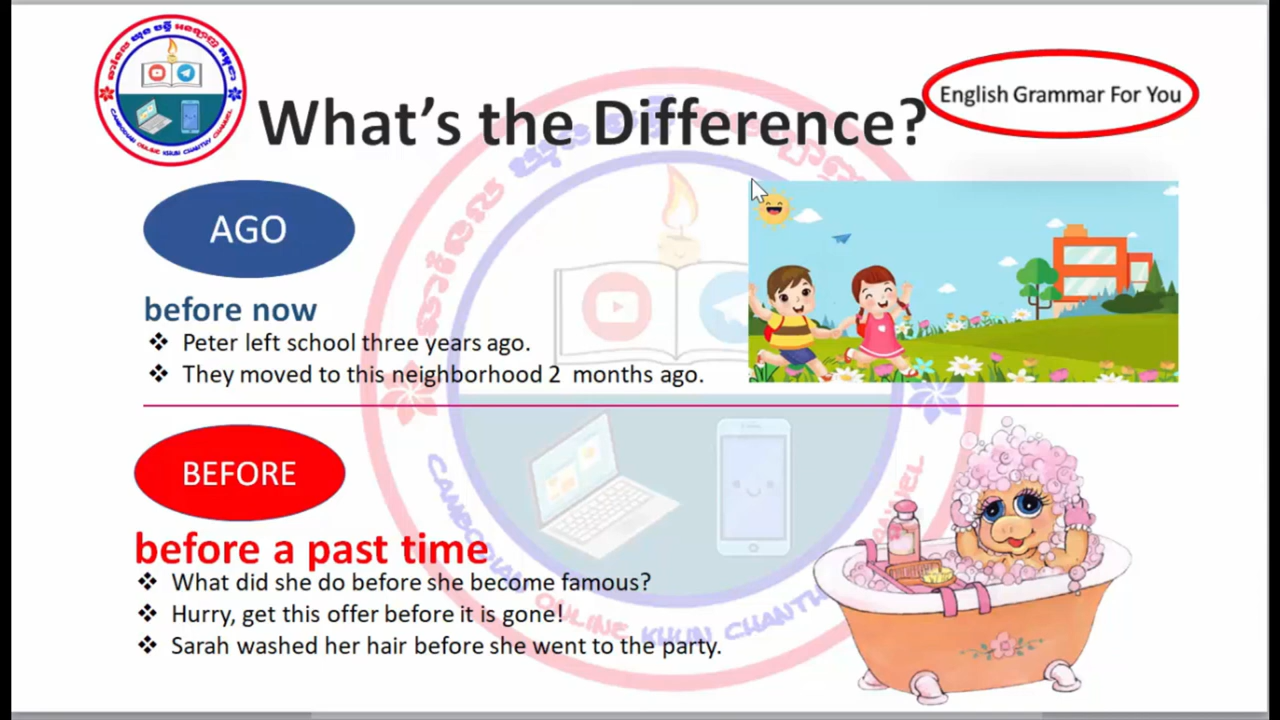 What's the Difference?
English Grammar For You
AGO
before now
❖ Peter left school three years ago.
❖ They moved to this neighborhood 2 months ago.
BEFORE
before a past time
❖ What did she do before she become famous?
❖ Hurry, get this offer before it is gone!
❖ Sarah washed her hair before she went to the party.